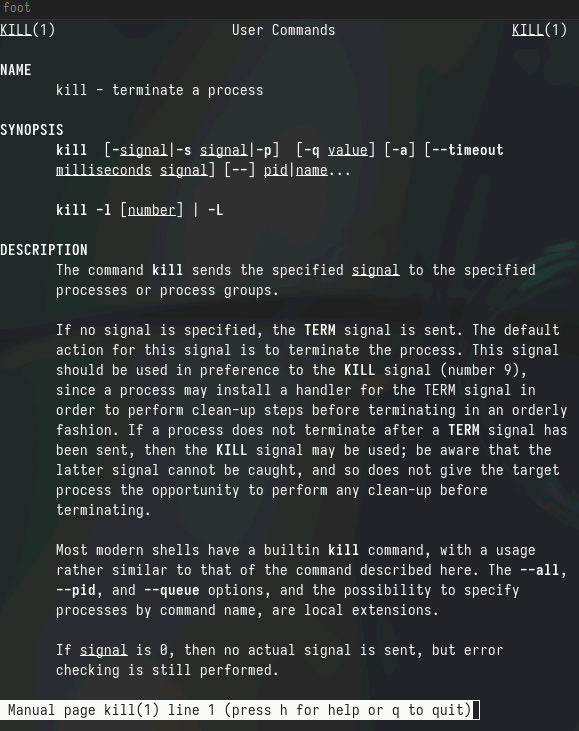 foot
KILL(1) User Commands KILL(1)
NAME
kill - terminate a process
SYNOPSIS
kill [-signal|-s signal|-p] [-q value] [-a] [--timeout
milliseconds signal] [--] pid|name...
kill -l [number] | -L
DESCRIPTION
The command kill sends the specified signal to the specified
processes or process groups.
If no signal is specified, the TERM signal is sent. The default
action for this signal is to terminate the process. This signal
should be used in preference to the KILL signal (number 9),
since a process may install a handler for the TERM signal in
order to perform clean-up steps before terminating in an orderly
fashion. If a process does not terminate after a TERM signal has
been sent, then the KILL signal may be used; be aware that the
latter signal cannot be caught, and so does not give the target
process the opportunity to perform any clean-up before
terminating.
Most modern shells have a builtin kill command, with a usage
rather similar to that of the command described here. The --all,
--pid, and --queue options, and the possibility to specify
processes by command name, are local extensions.
If signal is 0, then no actual signal is sent, but error
checking is still performed.
Manual page kill(1) line 1 (press h for help or q to quit)